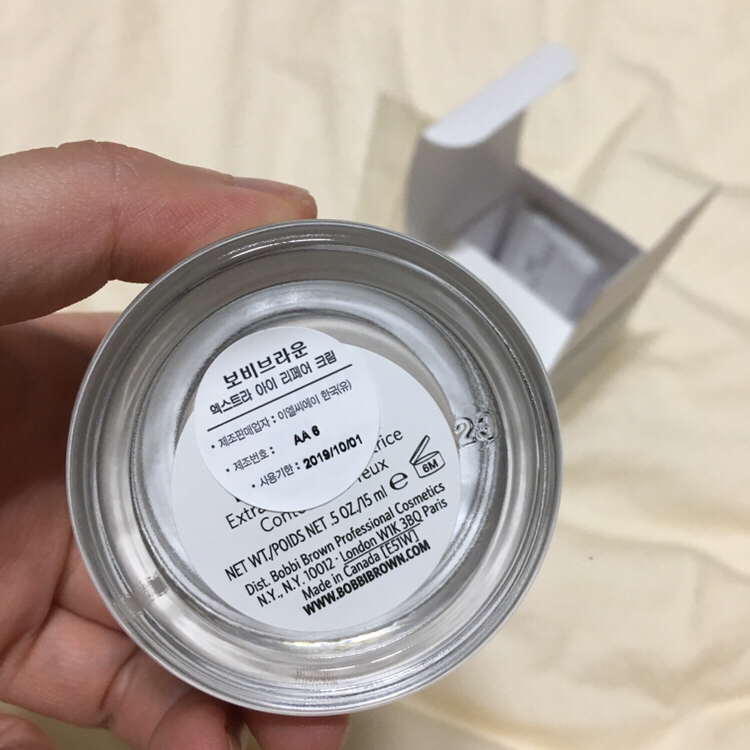 보비브라운
엑스트라 아이 리페어 크림
• 제조판매업자 : 이엘씨에이 한국(유)
• 제조번호 : AA 6
• 사용기한 : 2019/10/01
Extra
Cont
NET WT./POIDS NET .5 OZ./15 ml ℮ 6M
Dist. Bobbi Brown Professional Cosmetics
N.Y., N.Y. 10012 · London W1K 3BQ Paris
Made in Canada [E51W]
WWW.BOBBIBROWN.COM
23